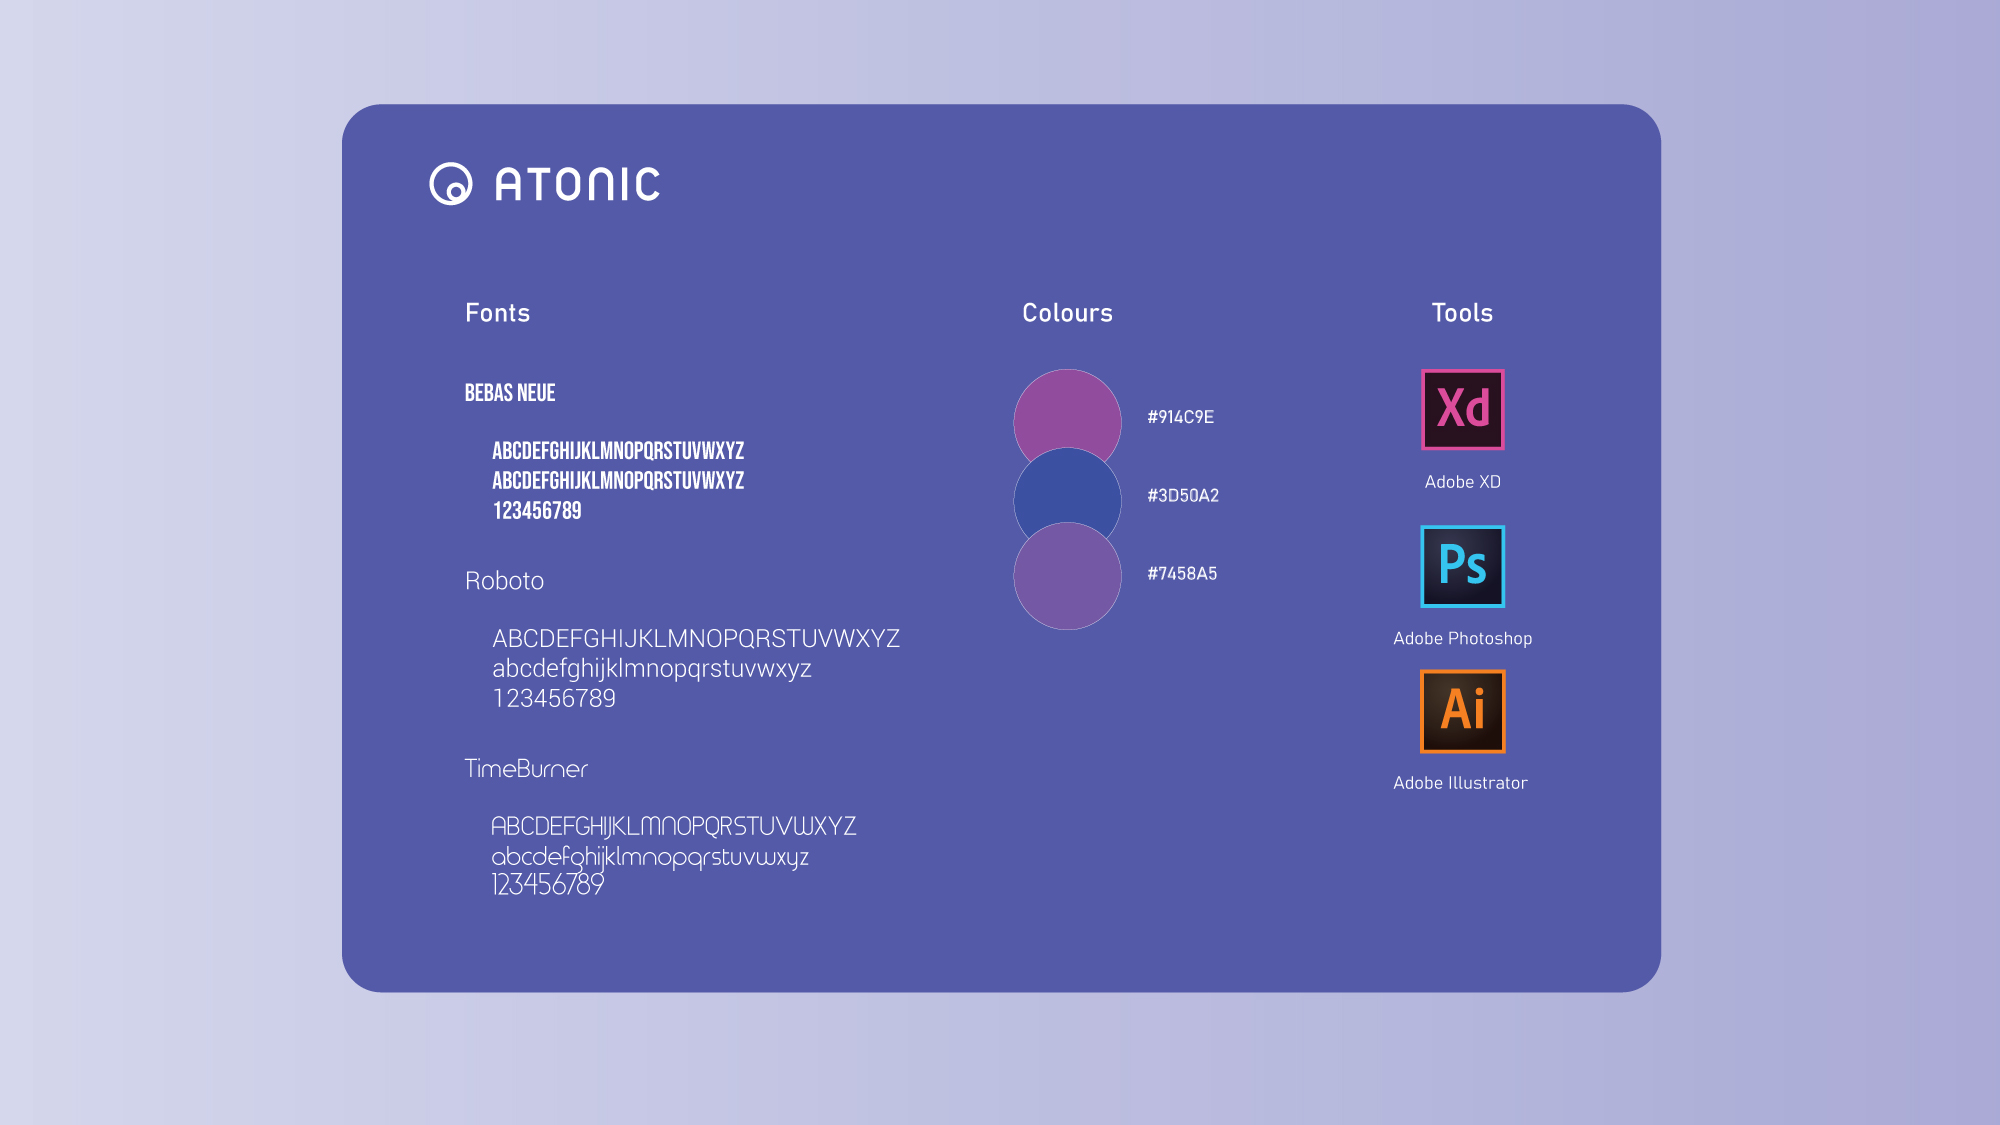 ATONIC
Fonts
BEBAS NEUE
ABCDEFGHIJKLMNOPQRSTUVWXYZ
ABCDEFGHIJKLMNOPQRSTUVWXYZ
123456789
Roboto
ABCDEFGHIJKLMNOPQRSTUVWXYZ
abcdefghijklmnopqrstuvwxyz
123456789
TimeBurner
ABCDEFGHIJKLMNOPQRSTUVWXYZ
abcdefghijklmnopqrstuvwxyz
123456789
Colours
#914C9E
#3D50A2
#7458A5
Tools
Xd
Adobe XD
Ps
Adobe Photoshop
Ai
Adobe Illustrator